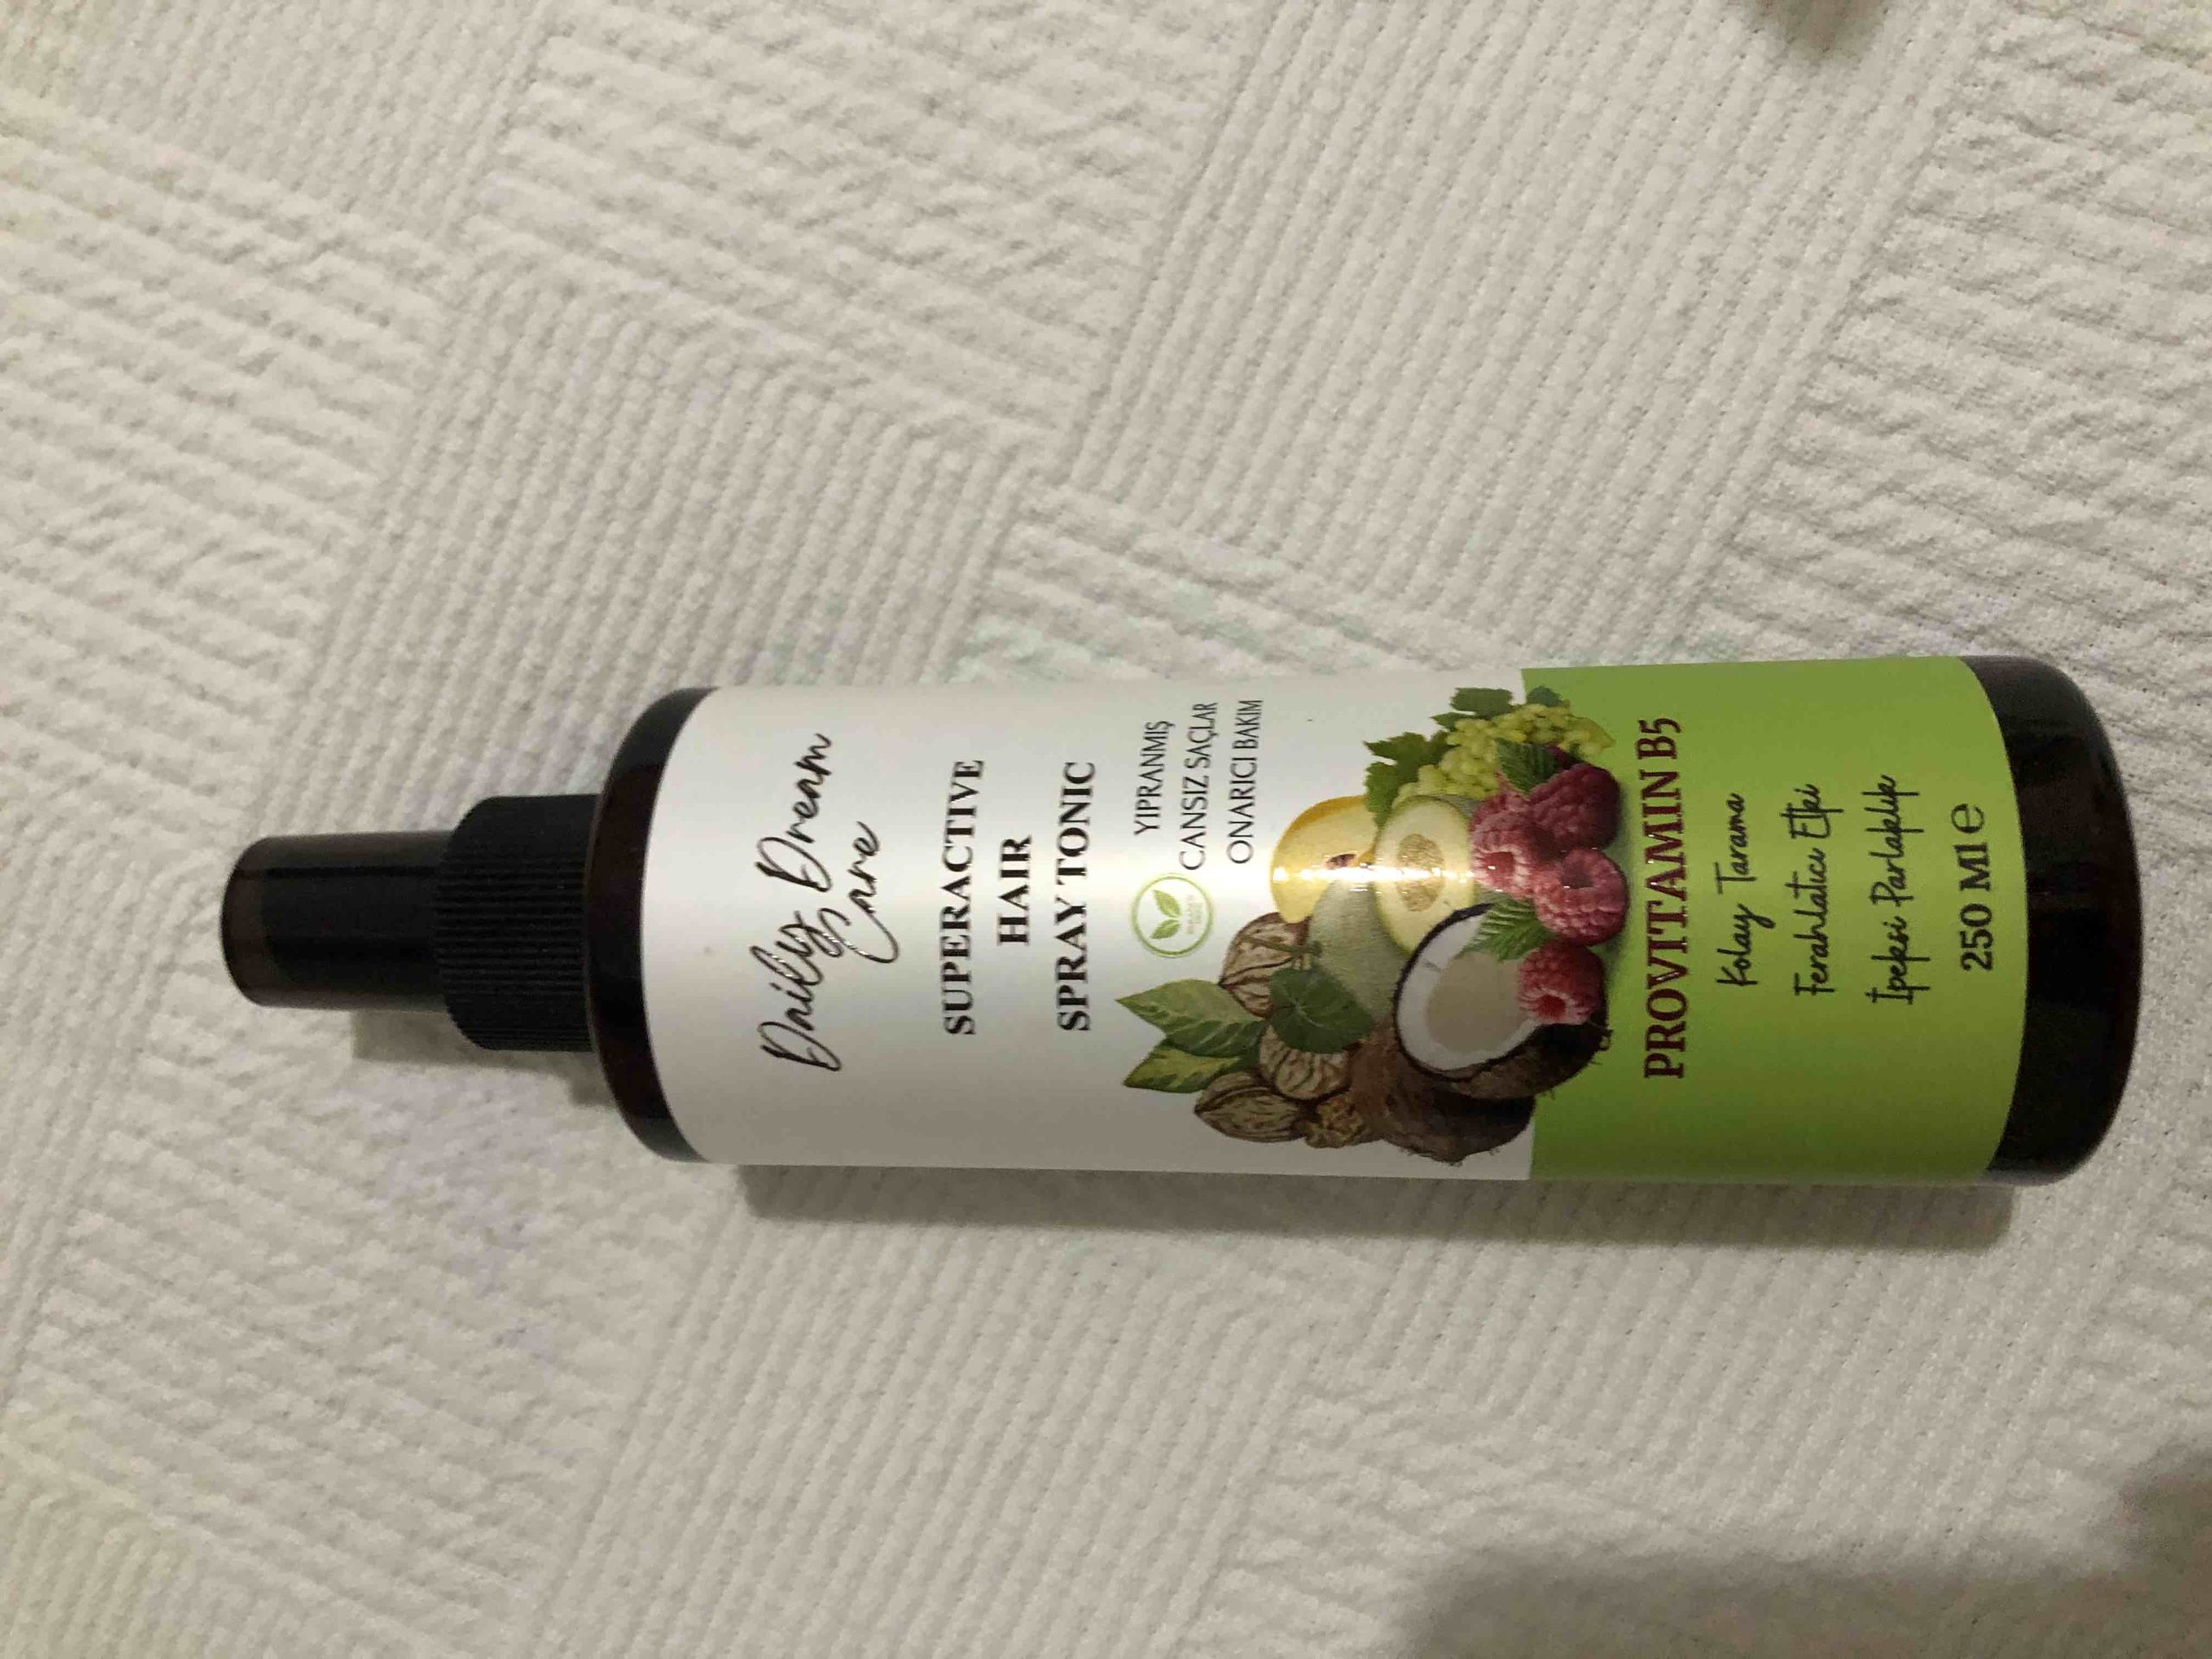 Daily Dream
Care
SUPERACTIVE
HAIR
SPRAY TONIC
YIPRANMIŞ
CANSIZ SAÇLAR
ONARICI BAKIM
PROVITAMIN B5
Kolay Tarama
Ferahlatıcı Etki
İpeksi Parlaklık
250 Ml e